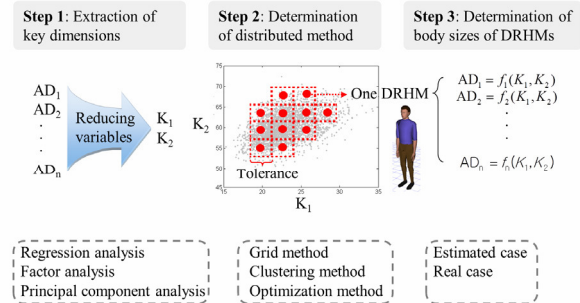 Step 1: Extraction of
key dimensions
Step 2: Determination
of distributed method
Step 3: Determination of
body sizes of DRHMs
AD1
AD2
.
.
.
ADn
Reducing
variables
K1
K2
K2
75
70
65
60
55
50
45
15
20
25
30
35
K1
Tolerance
One DRHM
AD1 = f1(K1, K2)
AD2 = f2(K1, K2)
.
.
.
ADn = fn(K1, K2)
Regression analysis
Factor analysis
Principal component analysis
Grid method
Clustering method
Optimization method
Estimated case
Real case